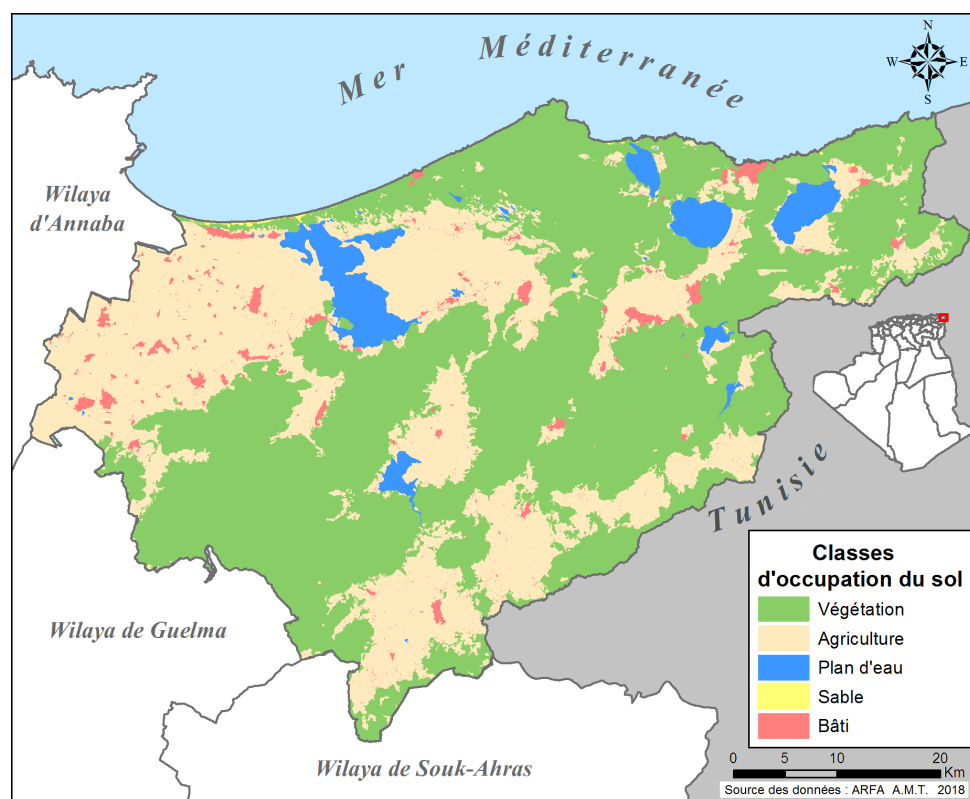 Mer Méditerranée
N
W E
S
Wilaya
d'Annaba
Tunisie
Wilaya de Guelma
Wilaya de Souk-Ahras
Classes
d'occupation du sol
Végétation
Agriculture
Plan d'eau
Sable
Bâti
0 5 10 20
Km
Source des données : ARFA A.M.T. 2018